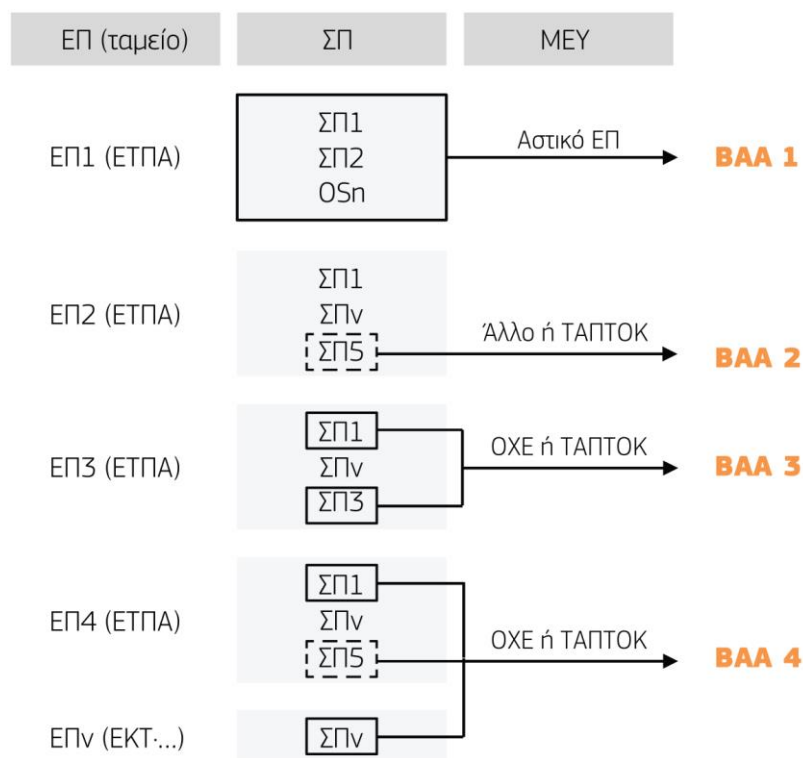 ΕΠ (ταμείο) ΣΠ ΜΕΥ
ΕΠ1 (ΕΤΠΑ)
ΣΠ1
ΣΠ2
OSn
Αστικό ΕΠ
ΒΑΑ 1
ΕΠ2 (ΕΤΠΑ)
ΣΠ1
ΣΠν
ΣΠ5
Άλλο ή ΤΑΠΤΟΚ
ΒΑΑ 2
ΕΠ3 (ΕΤΠΑ)
ΣΠ1
ΣΠν
ΣΠ3
ΟΧΕ ή ΤΑΠΤΟΚ
ΒΑΑ 3
ΕΠ4 (ΕΤΠΑ)
ΣΠ1
ΣΠν
ΣΠ5
ΟΧΕ ή ΤΑΠΤΟΚ
ΒΑΑ 4
ΕΠν (ΕΚΤ·...)
ΣΠν